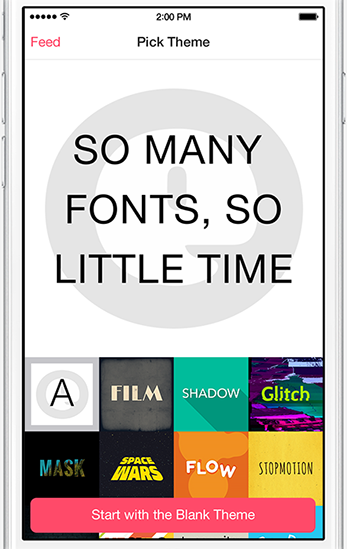 2:00 PM
Feed Pick Theme
SO MANY
FONTS, SO
LITTLE TIME
A FILM SHADOW Glitch
MASK SPACE WARS FLOW STOPMOTION
Start with the Blank Theme